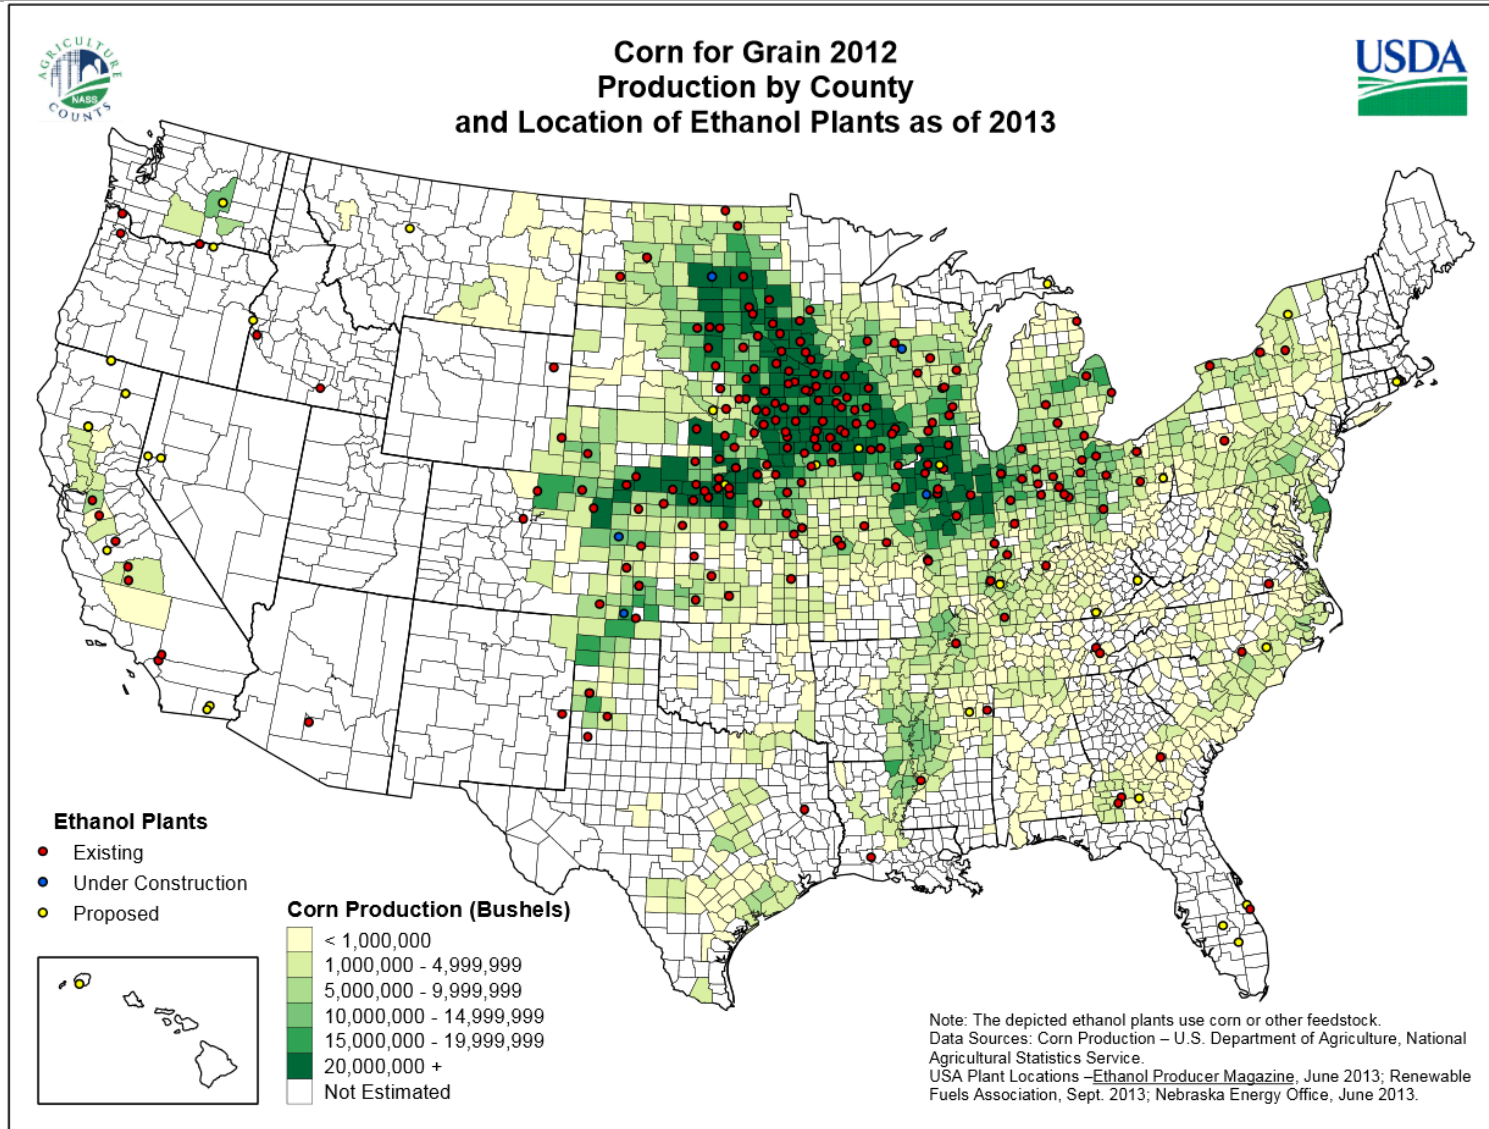 AGRICULTURE
NASS
COUNTS
Corn for Grain 2012
Production by County
and Location of Ethanol Plants as of 2013
USDA
Ethanol Plants
Existing
Under Construction
Proposed
Corn Production (Bushels)
< 1,000,000
1,000,000 - 4,999,999
5,000,000 - 9,999,999
10,000,000 - 14,999,999
15,000,000 - 19,999,999
20,000,000 +
Not Estimated
Note: The depicted ethanol plants use corn or other feedstock.
Data Sources: Corn Production – U.S. Department of Agriculture, National
Agricultural Statistics Service.
USA Plant Locations –Ethanol Producer Magazine, June 2013; Renewable
Fuels Association, Sept. 2013; Nebraska Energy Office, June 2013.